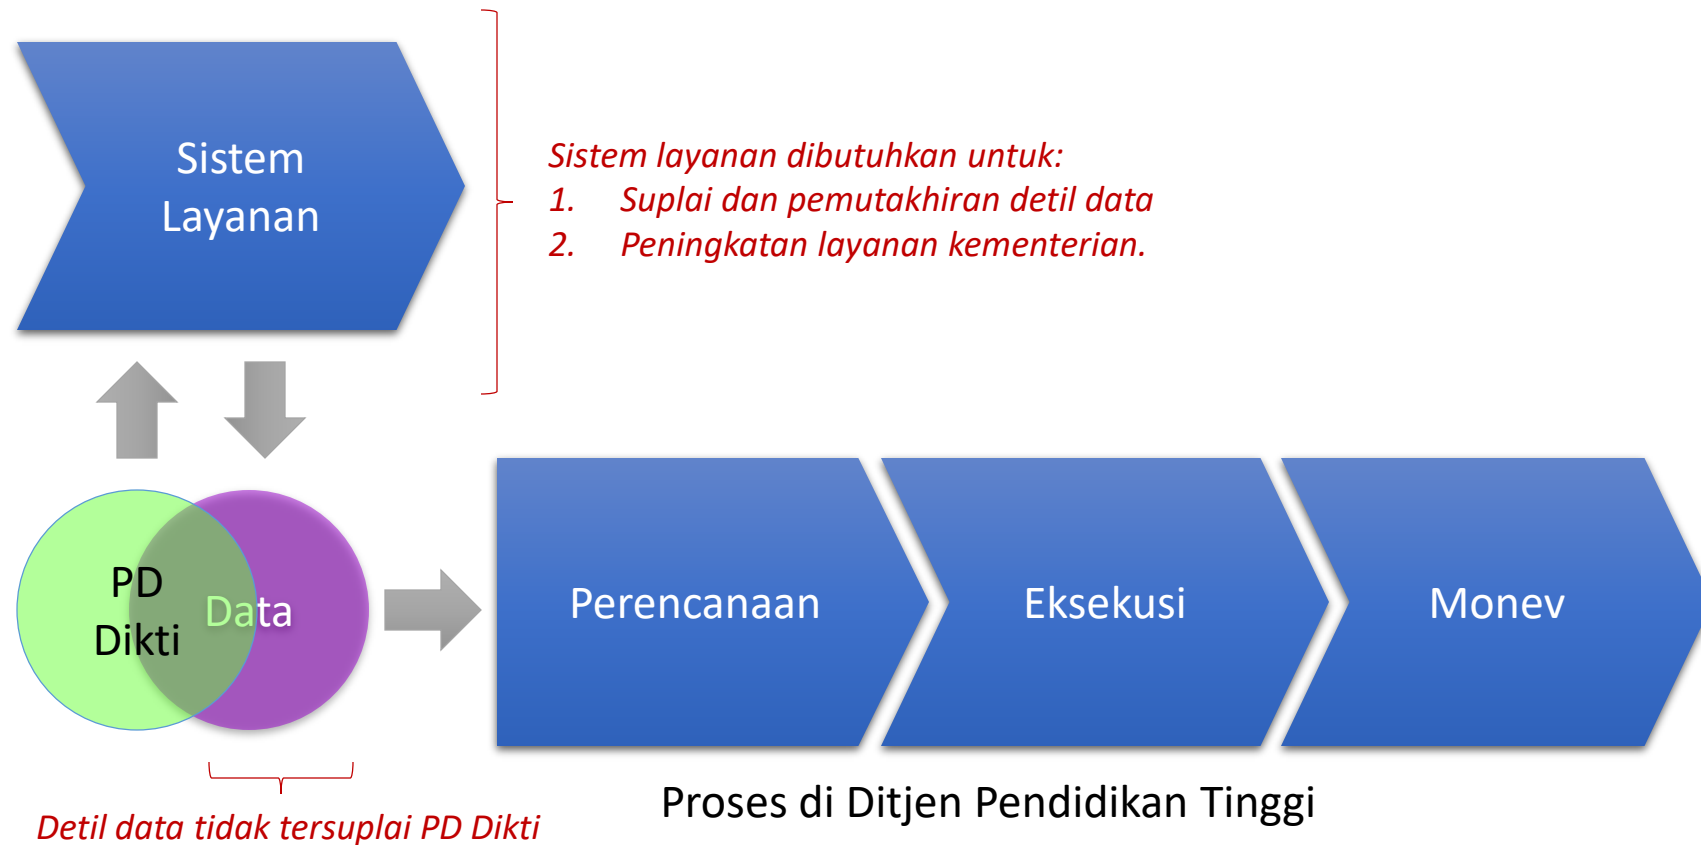 Sistem
Layanan
Sistem layanan dibutuhkan untuk:
1. Suplai dan pemutakhiran detil data
2. Peningkatan layanan kementerian.
PD
Dikti
Data
Perencanaan
Eksekusi
Monev
Proses di Ditjen Pendidikan Tinggi
Detil data tidak tersuplai PD Dikti